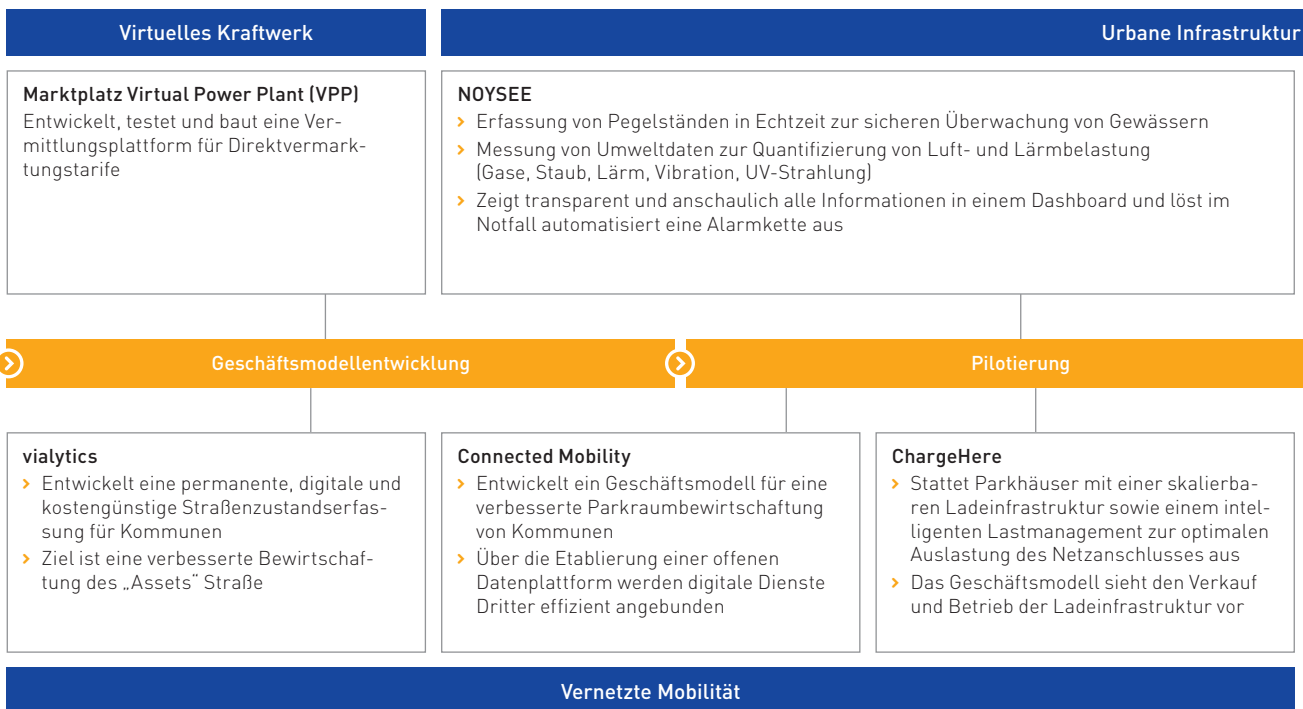 Virtuelles Kraftwerk
Urbane Infrastruktur
Marktplatz Virtual Power Plant (VPP)
Entwickelt, testet und baut eine Ver-
mittlungsplattform für Direktvermark-
tungstarife
NOYSEE
› Erfassung von Pegelständen in Echtzeit zur sicheren Überwachung von Gewässern
› Messung von Umweltdaten zur Quantifizierung von Luft- und Lärmbelastung
(Gase, Staub, Lärm, Vibration, UV-Strahlung)
› Zeigt transparent und anschaulich alle Informationen in einem Dashboard und löst im
Notfall automatisiert eine Alarmkette aus
Geschäftsmodellentwicklung
Pilotierung
vialytics
› Entwickelt eine permanente, digitale und
kostengünstige Straßenzustandserfas-
sung für Kommunen
› Ziel ist eine verbesserte Bewirtschaf-
tung des „Assets“ Straße
Connected Mobility
› Entwickelt ein Geschäftsmodell für eine
verbesserte Parkraumbewirtschaftung
von Kommunen
› Über die Etablierung einer offenen
Datenplattform werden digitale Dienste
Dritter effizient angebunden
ChargeHere
› Stattet Parkhäuser mit einer skalierba-
ren Ladeinfrastruktur sowie einem intel-
ligenten Lastmanagement zur optimalen
Auslastung des Netzanschlusses aus
› Das Geschäftsmodell sieht den Verkauf
und Betrieb der Ladeinfrastruktur vor
Vernetzte Mobilität